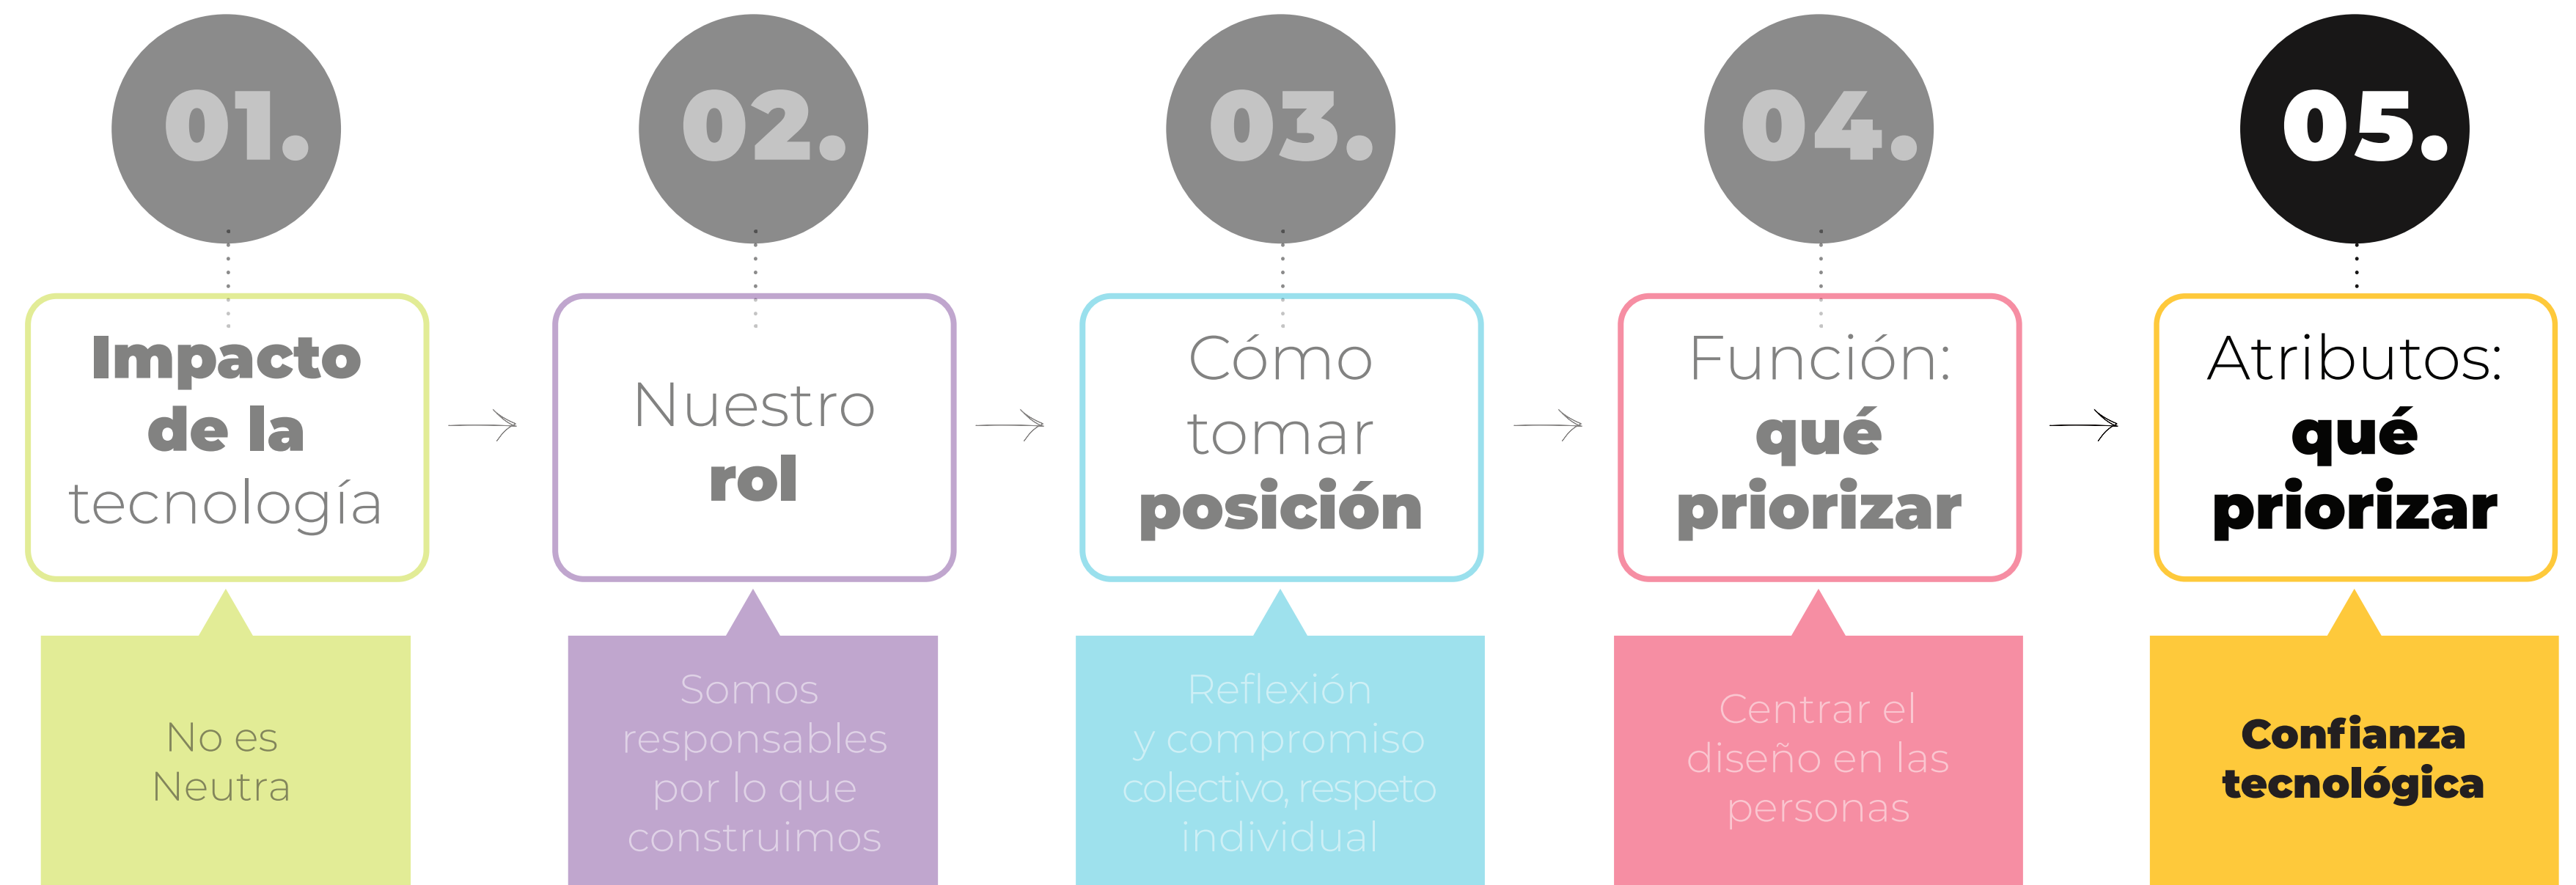 01.
Impacto
de la
tecnología
No es
Neutra
02.
Nuestro
rol
Somos
responsables
por lo que
construimos
03.
Cómo
tomar
posición
Reflexión
y compromiso
colectivo, respeto
individual
04.
Función:
qué
priorizar
Centrar el
diseño en las
personas
05.
Atributos:
qué
priorizar
Confianza
tecnológica